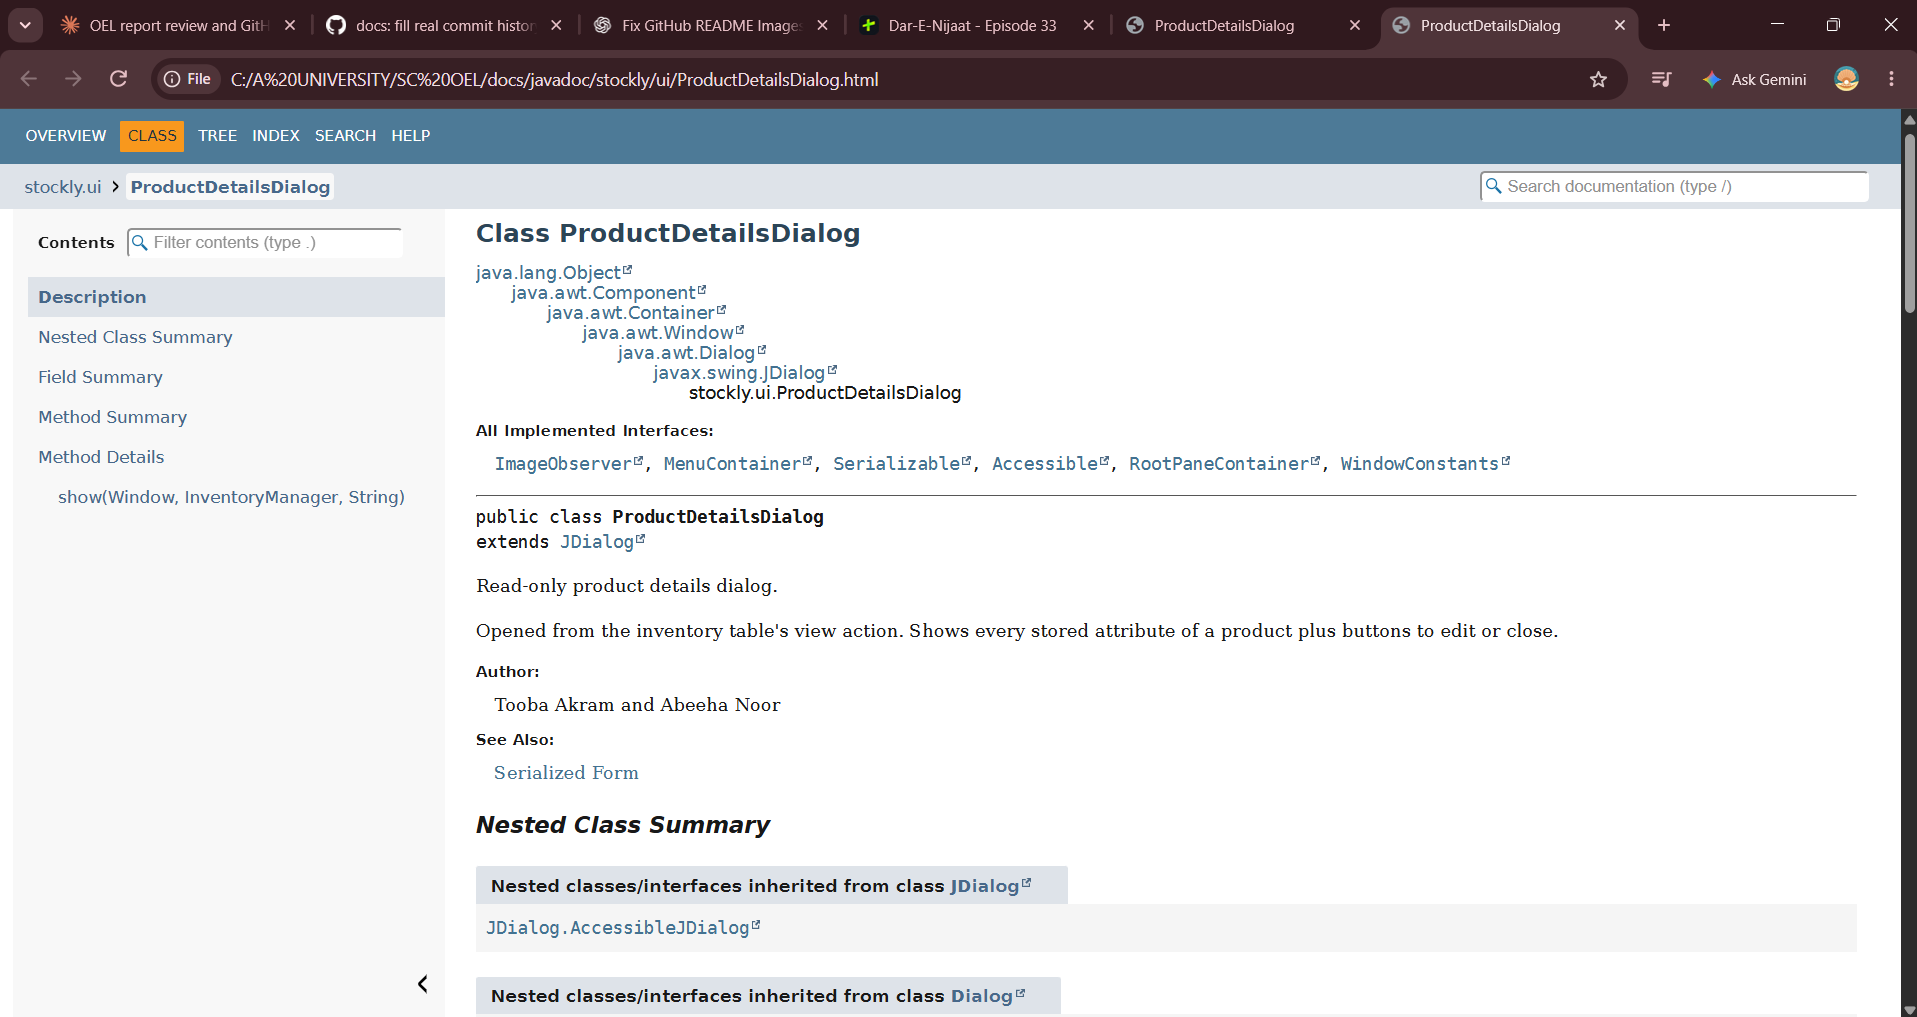 OEL report review and GitH
docs: fill real commit histor
Fix GitHub README Images
Dar-E-Nijaat - Episode 33
ProductDetailsDialog
ProductDetailsDialog
File
C:/A%20UNIVERSITY/SC%20OEL/docs/javadoc/stockly/ui/ProductDetailsDialog.html
Ask Gemini
OVERVIEW CLASS TREE INDEX SEARCH HELP
stockly.ui > ProductDetailsDialog
Search documentation (type /)
Contents
Filter contents (type .)
Description
Nested Class Summary
Field Summary
Method Summary
Method Details
show(Window, InventoryManager, String)
Class ProductDetailsDialog
java.lang.Object
java.awt.Component
java.awt.Container
java.awt.Window
java.awt.Dialog
javax.swing.JDialog
stockly.ui.ProductDetailsDialog
All Implemented Interfaces:
ImageObserver, MenuContainer, Serializable, Accessible, RootPaneContainer, WindowConstants
public class ProductDetailsDialog
extends JDialog
Read-only product details dialog.
Opened from the inventory table's view action. Shows every stored attribute of a product plus buttons to edit or close.
Author:
Tooba Akram and Abeeha Noor
See Also:
Serialized Form
Nested Class Summary
Nested classes/interfaces inherited from class JDialog
JDialog.AccessibleJDialog
Nested classes/interfaces inherited from class Dialog